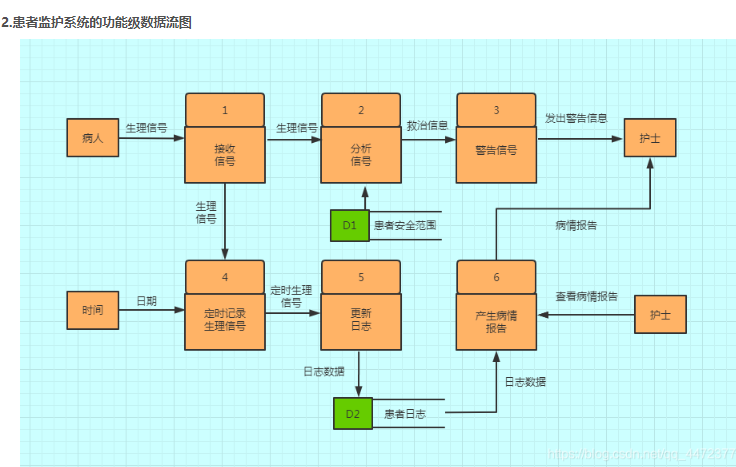 2.患者监护系统的功能级数据流图
1
2
3
病人
生理信号
接收
信号
生理信号
分析
信号
救治信息
警告信号
发出警告信息
护士
生理
信号
D1
患者安全范围
病情报告
4
5
6
时间
日期
定时记录
生理信号
定时生理
信号
更新
日志
产生病情
报告
查看病情报告
护士
日志数据
日志数据
D2
患者日志